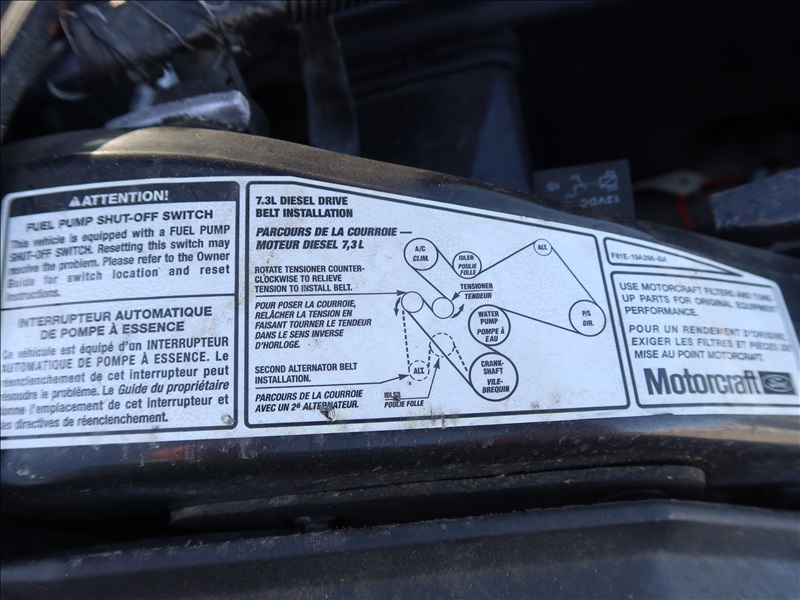 ATTENTION!
FUEL PUMP SHUT-OFF SWITCH
This vehicle is equipped with a FUEL PUMP
SHUT-OFF SWITCH. Resetting this switch may
resolve the problem. Please refer to the Owner
Guide for switch location and reset
instructions.
INTERRUPTEUR AUTOMATIQUE
DE POMPE À ESSENCE
Ce véhicule est équipé d'un INTERRUPTEUR
AUTOMATIQUE DE POMPE À ESSENCE. Le
réenclenchement de cet interrupteur peut
résoudre le problème. Le Guide du propriétaire
donne l'emplacement de cet interrupteur et
les directives de réenclenchement.
7.3L DIESEL DRIVE
BELT INSTALLATION
PARCOURS DE LA COURROIE —
MOTEUR DIESEL 7,3 L
ROTATE TENSIONER COUNTER-
CLOCKWISE TO RELIEVE
TENSION TO INSTALL BELT.
POUR POSER LA COURROIE,
RELÂCHER LA TENSION EN
FAISANT TOURNER LE TENDEUR
DANS LE SENS INVERSE
D'HORLOGE.
SECOND ALTERNATOR BELT
INSTALLATION.
PARCOURS DE LA COURROIE
AVEC UN 2e ALTERNATEUR.
A/C
CLIM.
IDLER
POULIE
FOLLE
ALT.
TENSIONER
TENDEUR
WATER
PUMP
POMPE À
EAU
P/S
DIR.
CRANK-
SHAFT
VILE-
BREQUIN
ALT.
IDLER
POULIE FOLLE
12VDC
USE MOTORCRAFT FILTERS AND TUNE
UP PARTS FOR ORIGINAL EQUIPMENT
PERFORMANCE.
POUR UN RENDEMENT D'ORIGINE
EXIGER LES FILTRES ET PIÈCES DE
MISE AU POINT MOTORCRAFT.
Motorcraft
Ford